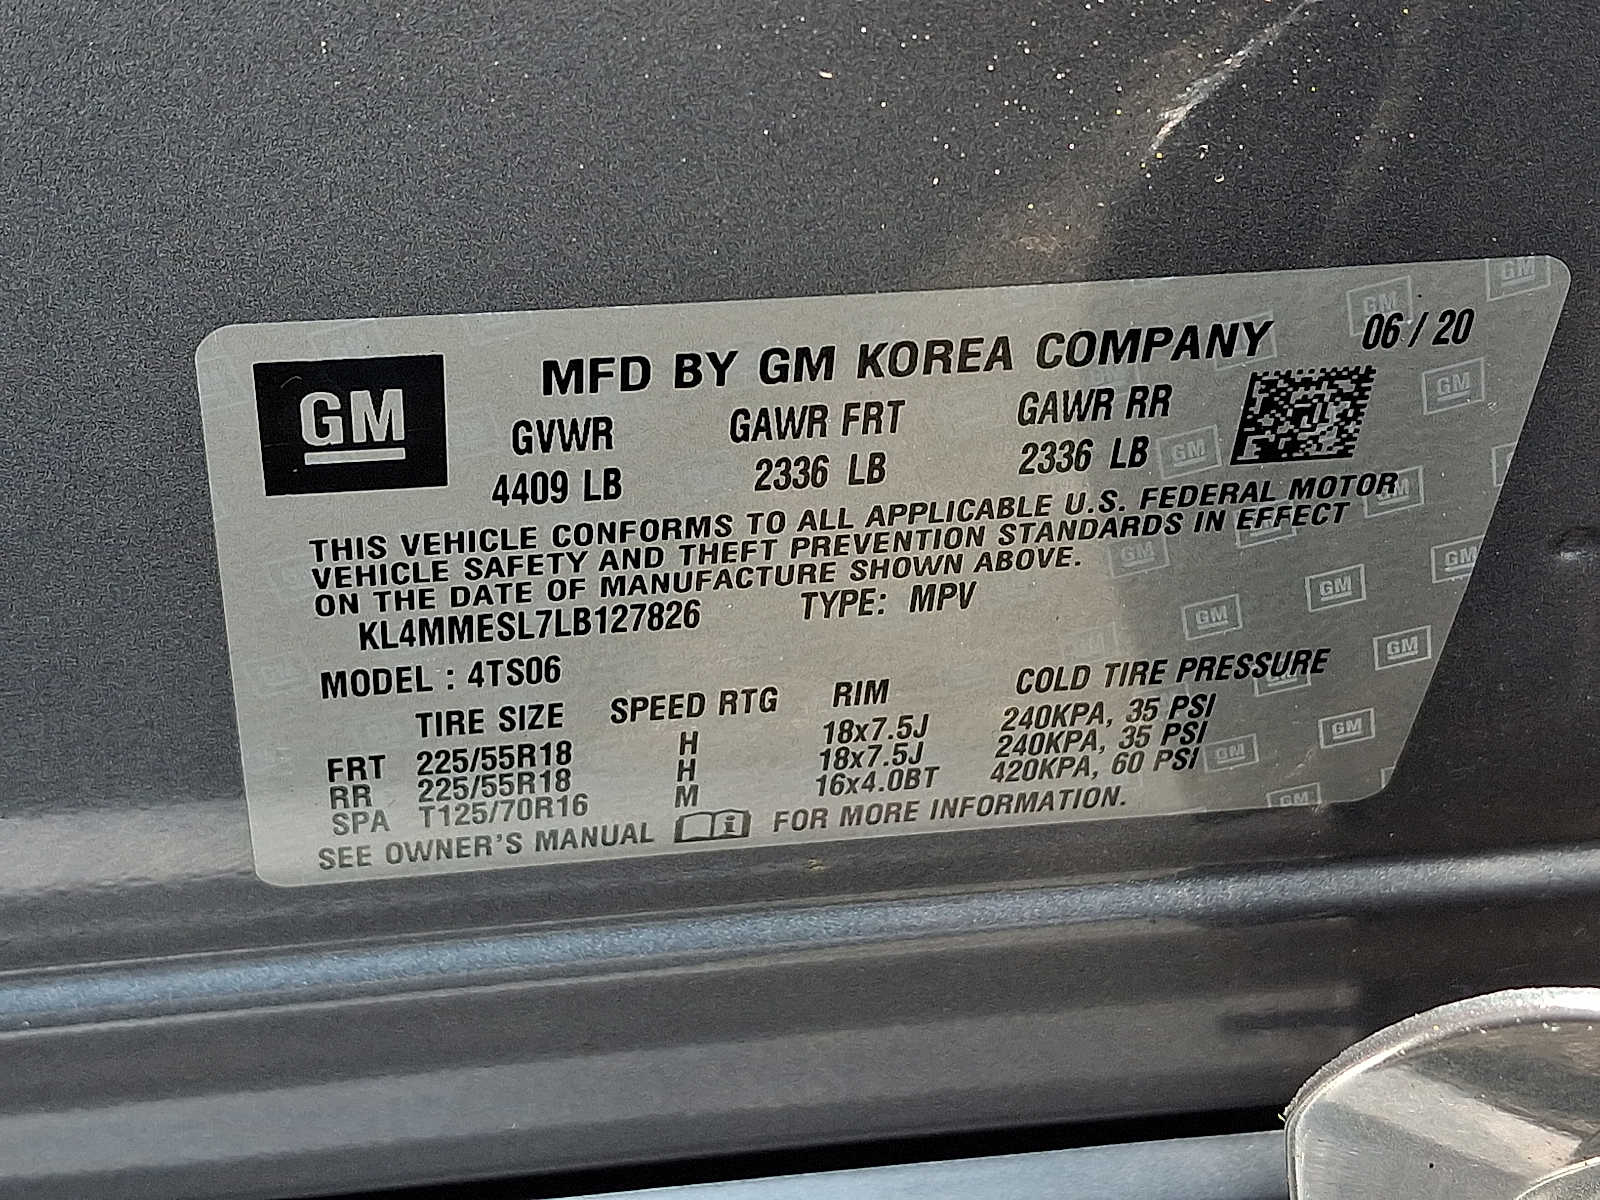 MFD BY GM KOREA COMPANY 06 / 20
GM
GVWR GAWR FRT GAWR RR
4409 LB 2336 LB 2336 LB
THIS VEHICLE CONFORMS TO ALL APPLICABLE U.S. FEDERAL MOTOR
VEHICLE SAFETY AND THEFT PREVENTION STANDARDS IN EFFECT
ON THE DATE OF MANUFACTURE SHOWN ABOVE.
KL4MMESL7LB127826 TYPE: MPV
MODEL : 4TS06
TIRE SIZE SPEED RTG RIM COLD TIRE PRESSURE
FRT 225/55R18 H 18x7.5J 240KPA, 35 PSI
RR 225/55R18 H 18x7.5J 240KPA, 35 PSI
SPA T125/70R16 M 16x4.0BT 420KPA, 60 PSI
SEE OWNER'S MANUAL i FOR MORE INFORMATION.